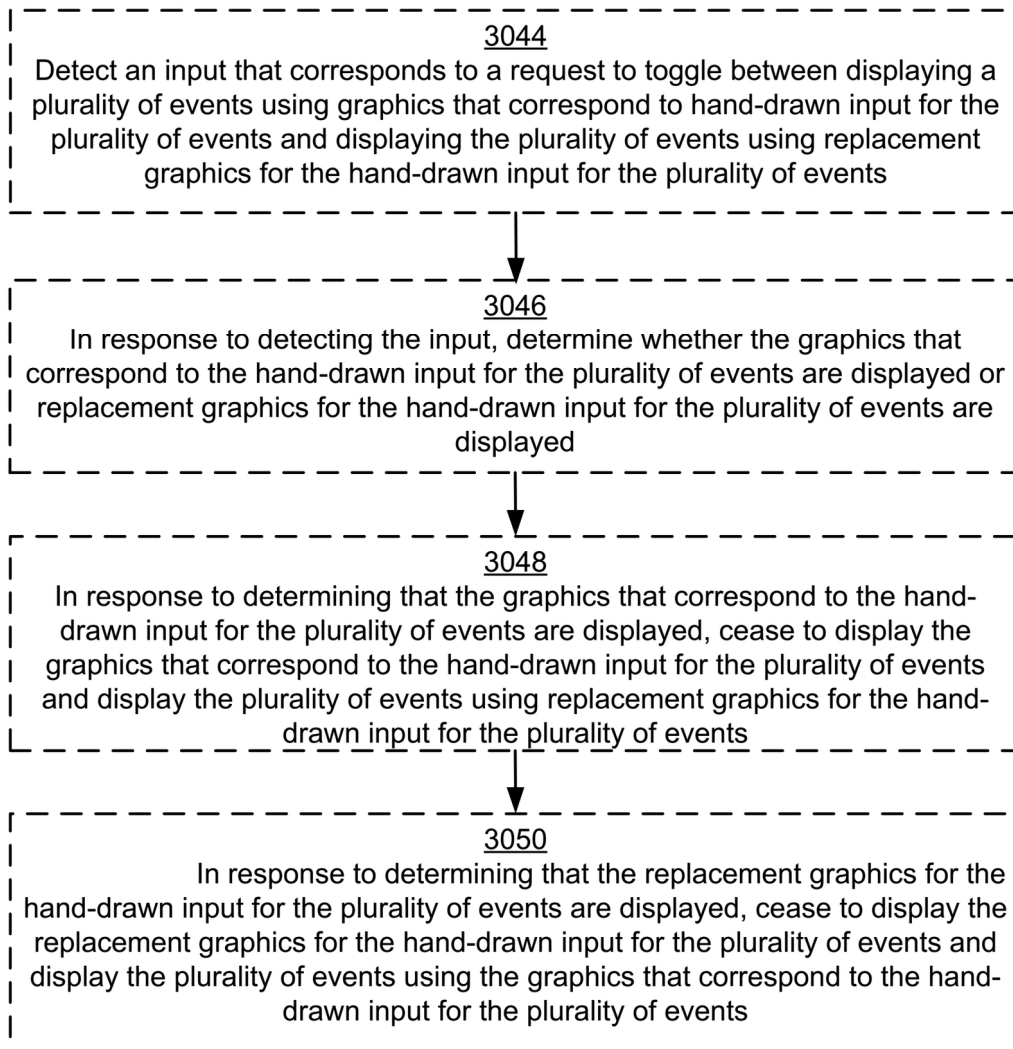 3044
Detect an input that corresponds to a request to toggle between displaying a
plurality of events using graphics that correspond to hand-drawn input for the
plurality of events and displaying the plurality of events using replacement
graphics for the hand-drawn input for the plurality of events
3046
In response to detecting the input, determine whether the graphics that
correspond to the hand-drawn input for the plurality of events are displayed or
replacement graphics for the hand-drawn input for the plurality of events are
displayed
3048
In response to determining that the graphics that correspond to the hand-
drawn input for the plurality of events are displayed, cease to display the
graphics that correspond to the hand-drawn input for the plurality of events
and display the plurality of events using replacement graphics for the hand-
drawn input for the plurality of events
3050
In response to determining that the replacement graphics for the
hand-drawn input for the plurality of events are displayed, cease to display the
replacement graphics for the hand-drawn input for the plurality of events and
display the plurality of events using the graphics that correspond to the hand-
drawn input for the plurality of events